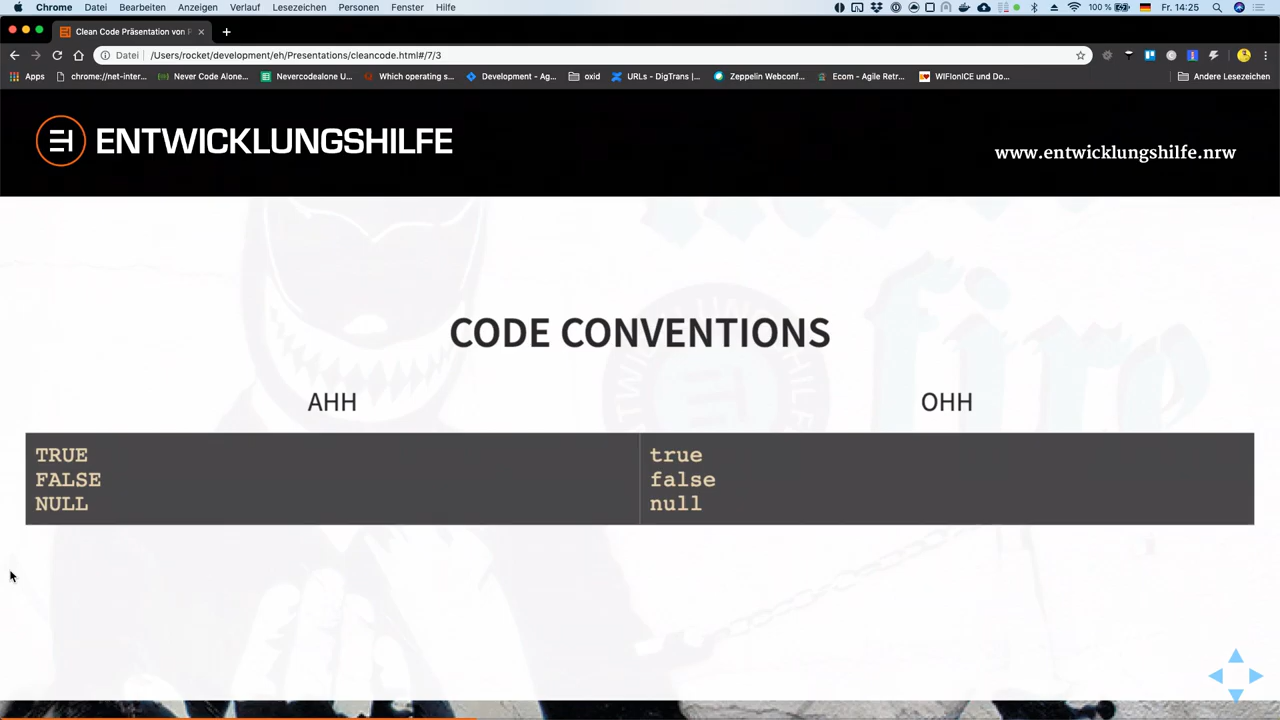 Chrome Datei Bearbeiten Anzeigen Verlauf Lesezeichen Personen Fenster Hilfe 100 % Fr. 14:25
Clean Code Präsentation von
Datei /Users/rocket/development/eh/Presentations/cleancode.html#/7/3
Apps chrome://net-inter... Never Code Alone... Nevercodealone U... Which operating s... Development - Ag... oxid URLs - DigTrans |... Zeppelin Webconf... Ecom - Agile Retr... WIFIonICE und Do... Andere Lesezeichen
ENTWICKLUNGSHILFE
www.entwicklungshilfe.nrw
CODE CONVENTIONS
AHH OHH
TRUE true
FALSE false
NULL null
fire